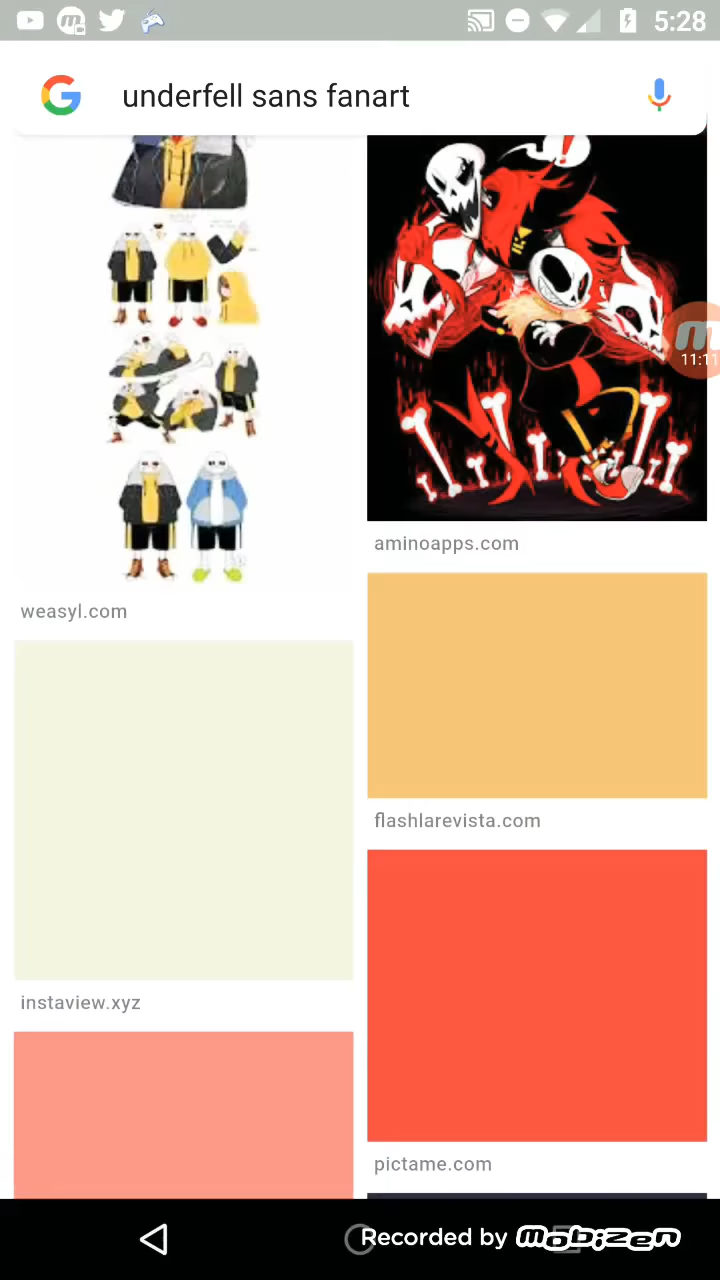 5:28
underfell sans fanart
11:11
aminoapps.com
weasyl.com
flashlarevista.com
instaview.xyz
pictame.com
Recorded by mobizen